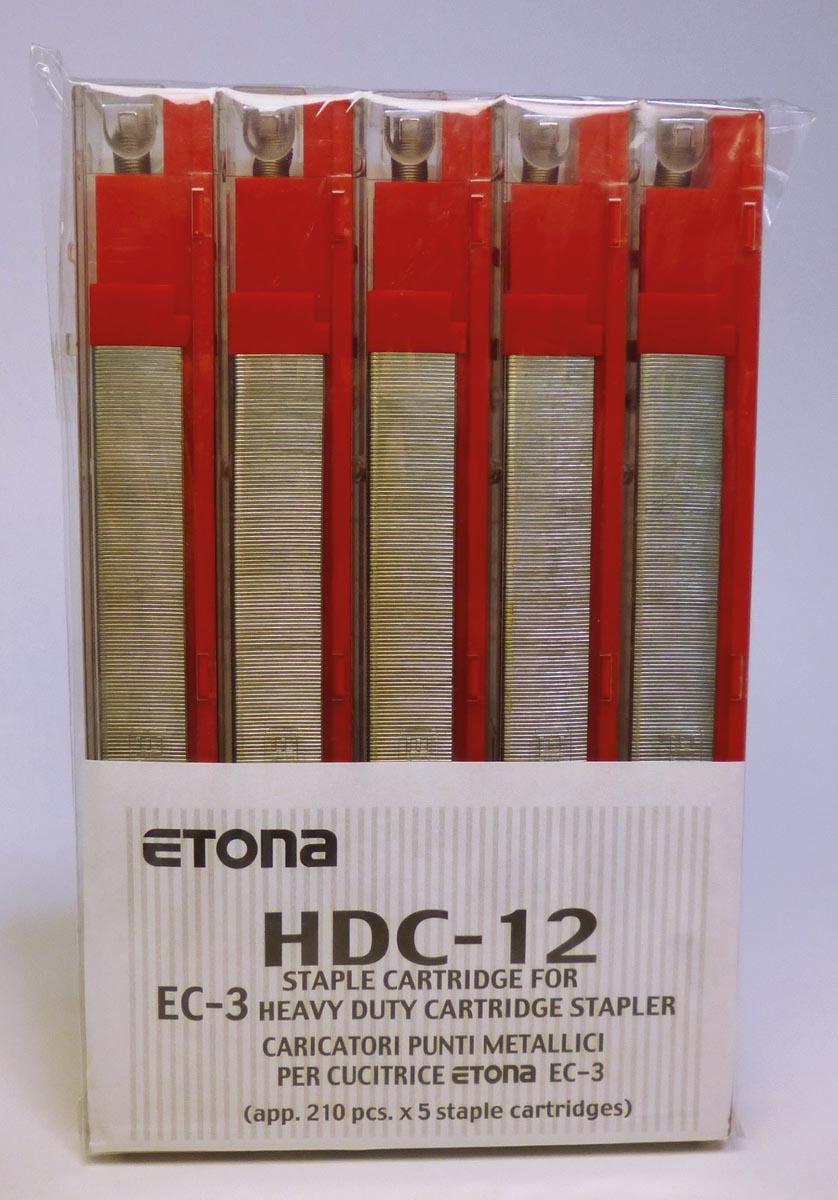 ETONA
HDC-12
STAPLE CARTRIDGE FOR
EC-3 HEAVY DUTY CARTRIDGE STAPLER
CARICATORI PUNTI METALLICI
PER CUCITRICE ETONA EC-3
(app. 210 pcs. x 5 staple cartridges)